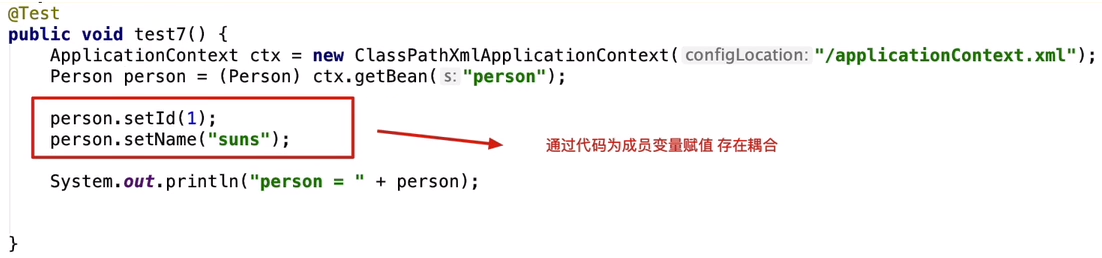 @Test
public void test7() {
    ApplicationContext ctx = new ClassPathXmlApplicationContext( configLocation: "/applicationContext.xml");
    Person person = (Person) ctx.getBean( s: "person");
    person.setId(1);
    person.setName("suns");
通过代码为成员变量赋值 存在耦合
    System.out.println("person = " + person);
}